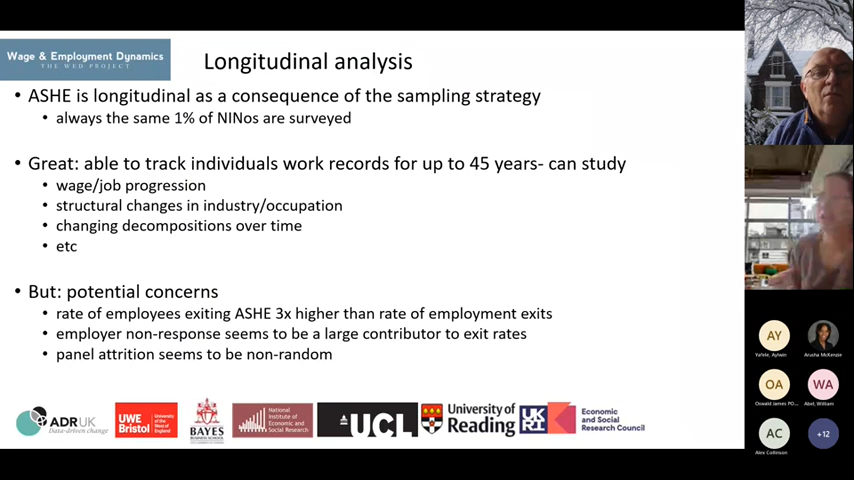 Wage & Employment Dynamics
THE WED PROJECT
Longitudinal analysis
• ASHE is longitudinal as a consequence of the sampling strategy
• always the same 1% of NINos are surveyed
• Great: able to track individuals work records for up to 45 years- can study
• wage/job progression
• structural changes in industry/occupation
• changing decompositions over time
• etc
• But: potential concerns
• rate of employees exiting ASHE 3x higher than rate of employment exits
• employer non-response seems to be a large contributor to exit rates
• panel attrition seems to be non-random
ADRUK
Data-driven change
UWE
Bristol
University
of the
West of
England
BAYES
BUSINESS SCHOOL
National
Institute of
Economic and
Social Research
UCL
University of
Reading
UK
RI
Economic
and Social
Research Council
AY
Arusha McKenzie
OA
Oswald James PO...
WA
Abel, William
AC
+12